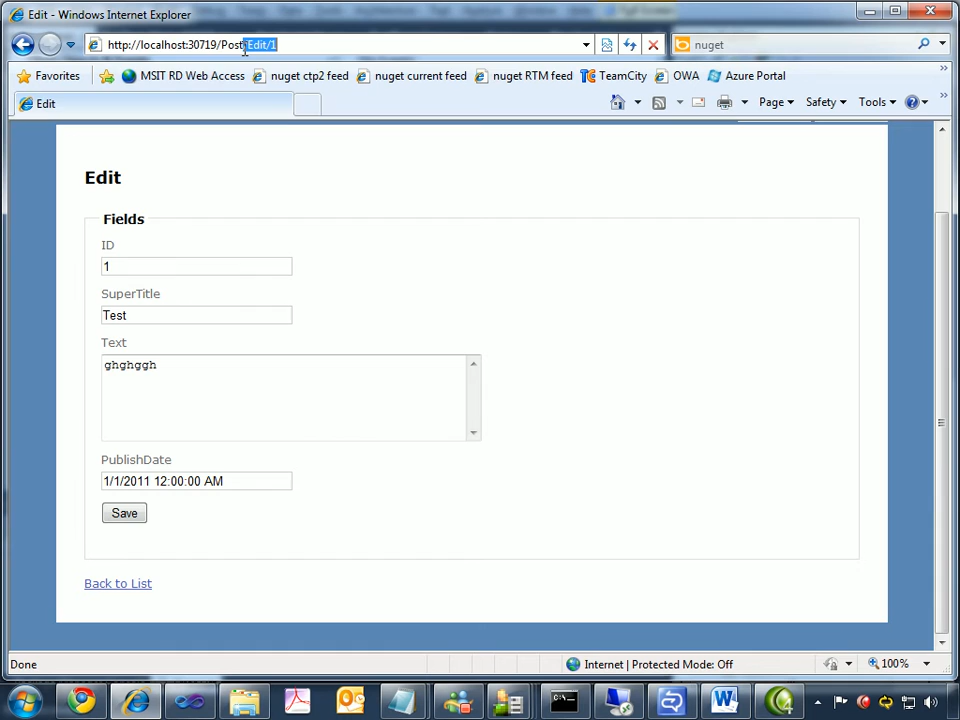 Edit - Windows Internet Explorer
http://localhost:30719/Post/Edit/1
nuget
Favorites
MSIT RD Web Access
nuget ctp2 feed
nuget current feed
nuget RTM feed
TeamCity
OWA
Azure Portal
Edit
Page
Safety
Tools
Edit
Fields
ID
1
SuperTitle
Test
Text
ghghggh
PublishDate
1/1/2011 12:00:00 AM
Save
Back to List
Done
Internet | Protected Mode: Off
100%